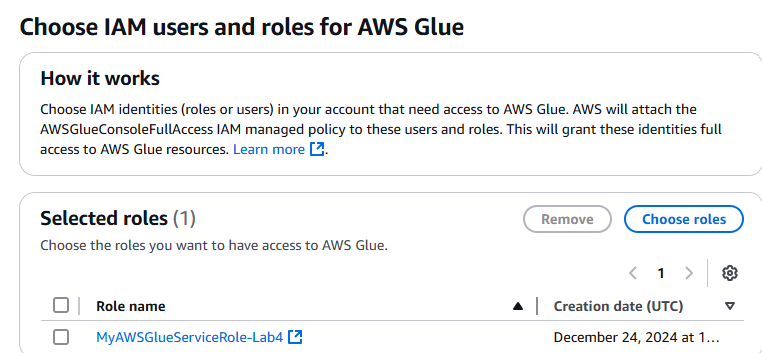 Choose IAM users and roles for AWS Glue
How it works
Choose IAM identities (roles or users) in your account that need access to AWS Glue. AWS will attach the
AWSGlueConsoleFullAccess IAM managed policy to these users and roles. This will grant these identities full
access to AWS Glue resources. Learn more.
Selected roles (1)
Remove
Choose roles
Choose the roles you want to have access to AWS Glue.
1
Role name
Creation date (UTC)
MyAWSGlueServiceRole-Lab4
December 24, 2024 at 1...